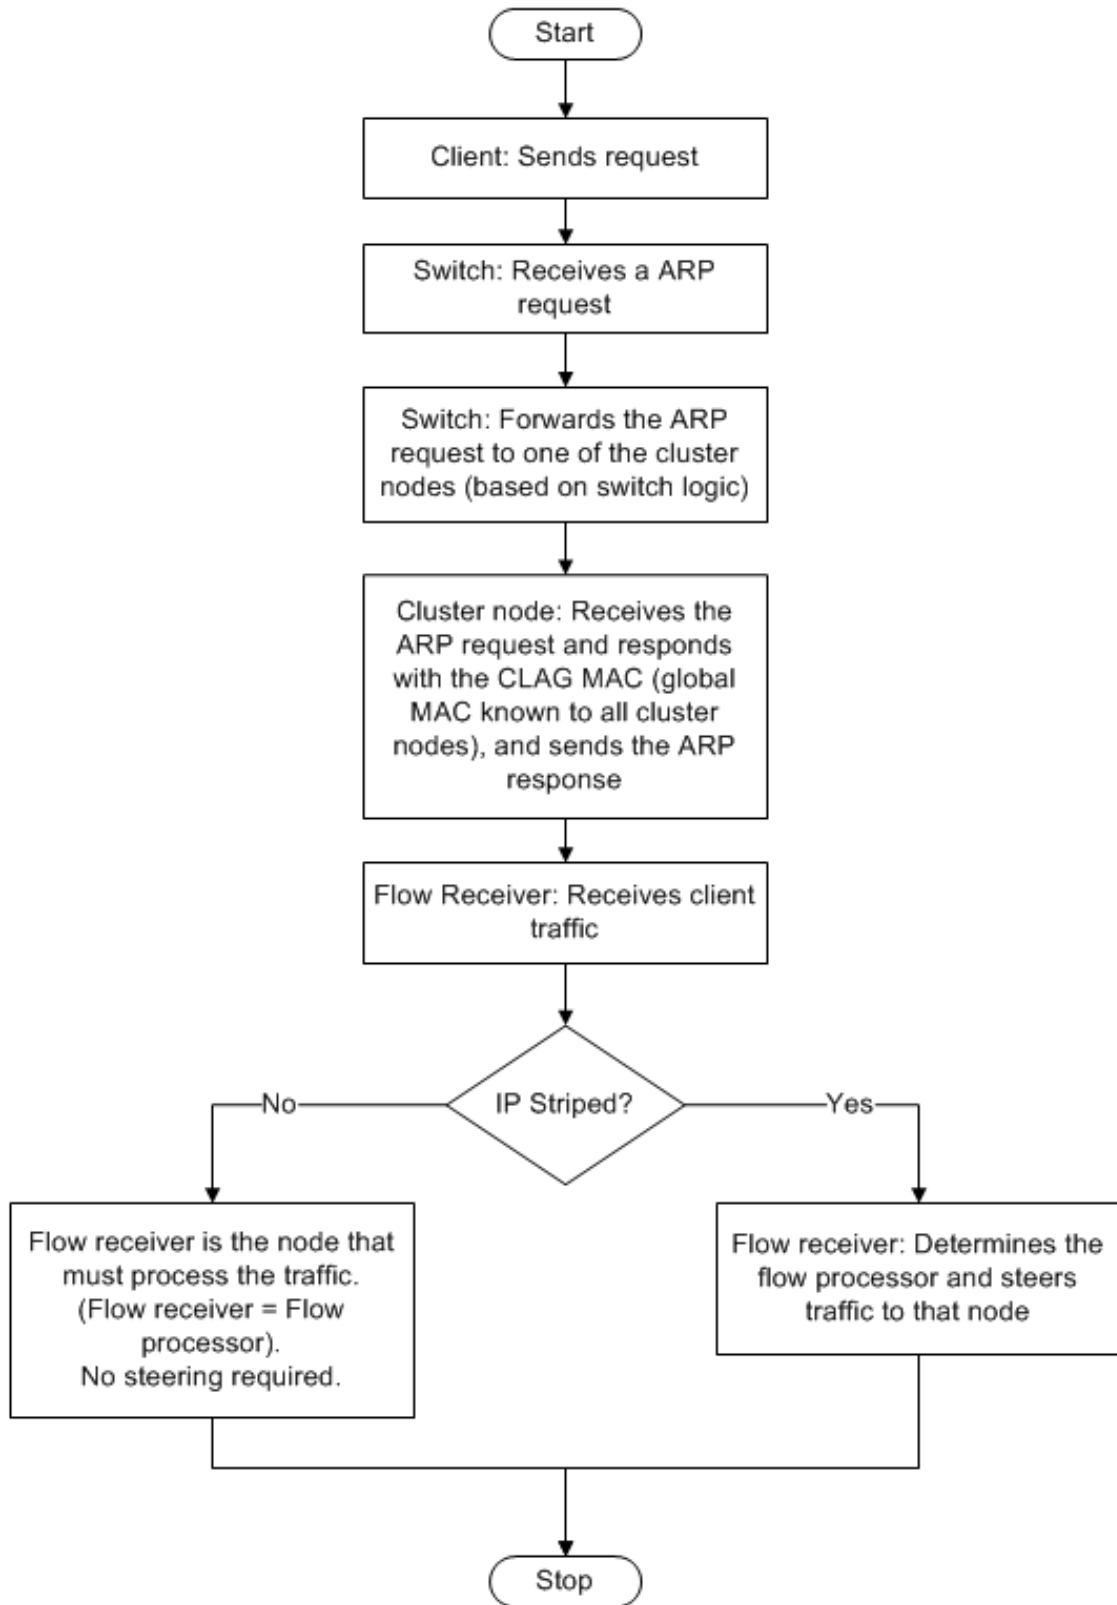 Start
Client: Sends request
Switch: Receives a ARP
request
Switch: Forwards the ARP
request to one of the cluster
nodes (based on switch logic)
Cluster node: Receives the
ARP request and responds
with the CLAG MAC (global
MAC known to all cluster
nodes), and sends the ARP
response
Flow Receiver: Receives client
traffic
IP Striped?
No
Yes
Flow receiver is the node that
must process the traffic.
(Flow receiver = Flow
processor).
No steering required.
Flow receiver: Determines the
flow processor and steers
traffic to that node
Stop